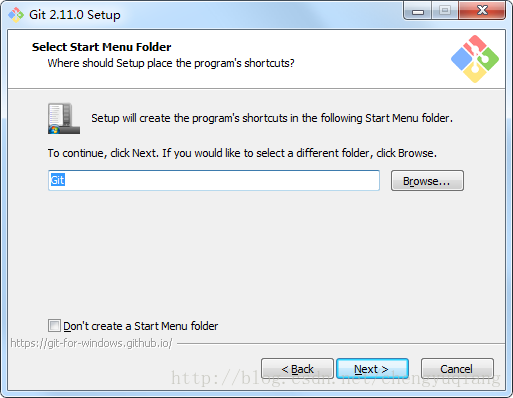 Git 2.11.0 Setup
Select Start Menu Folder
Where should Setup place the program's shortcuts?
Setup will create the program's shortcuts in the following Start Menu folder.
To continue, click Next. If you would like to select a different folder, click Browse.
Git
Browse...
Don't create a Start Menu folder
https://git-for-windows.github.io/
< Back
Next >
Cancel
http://blog.csdn.net/chengyuqiang